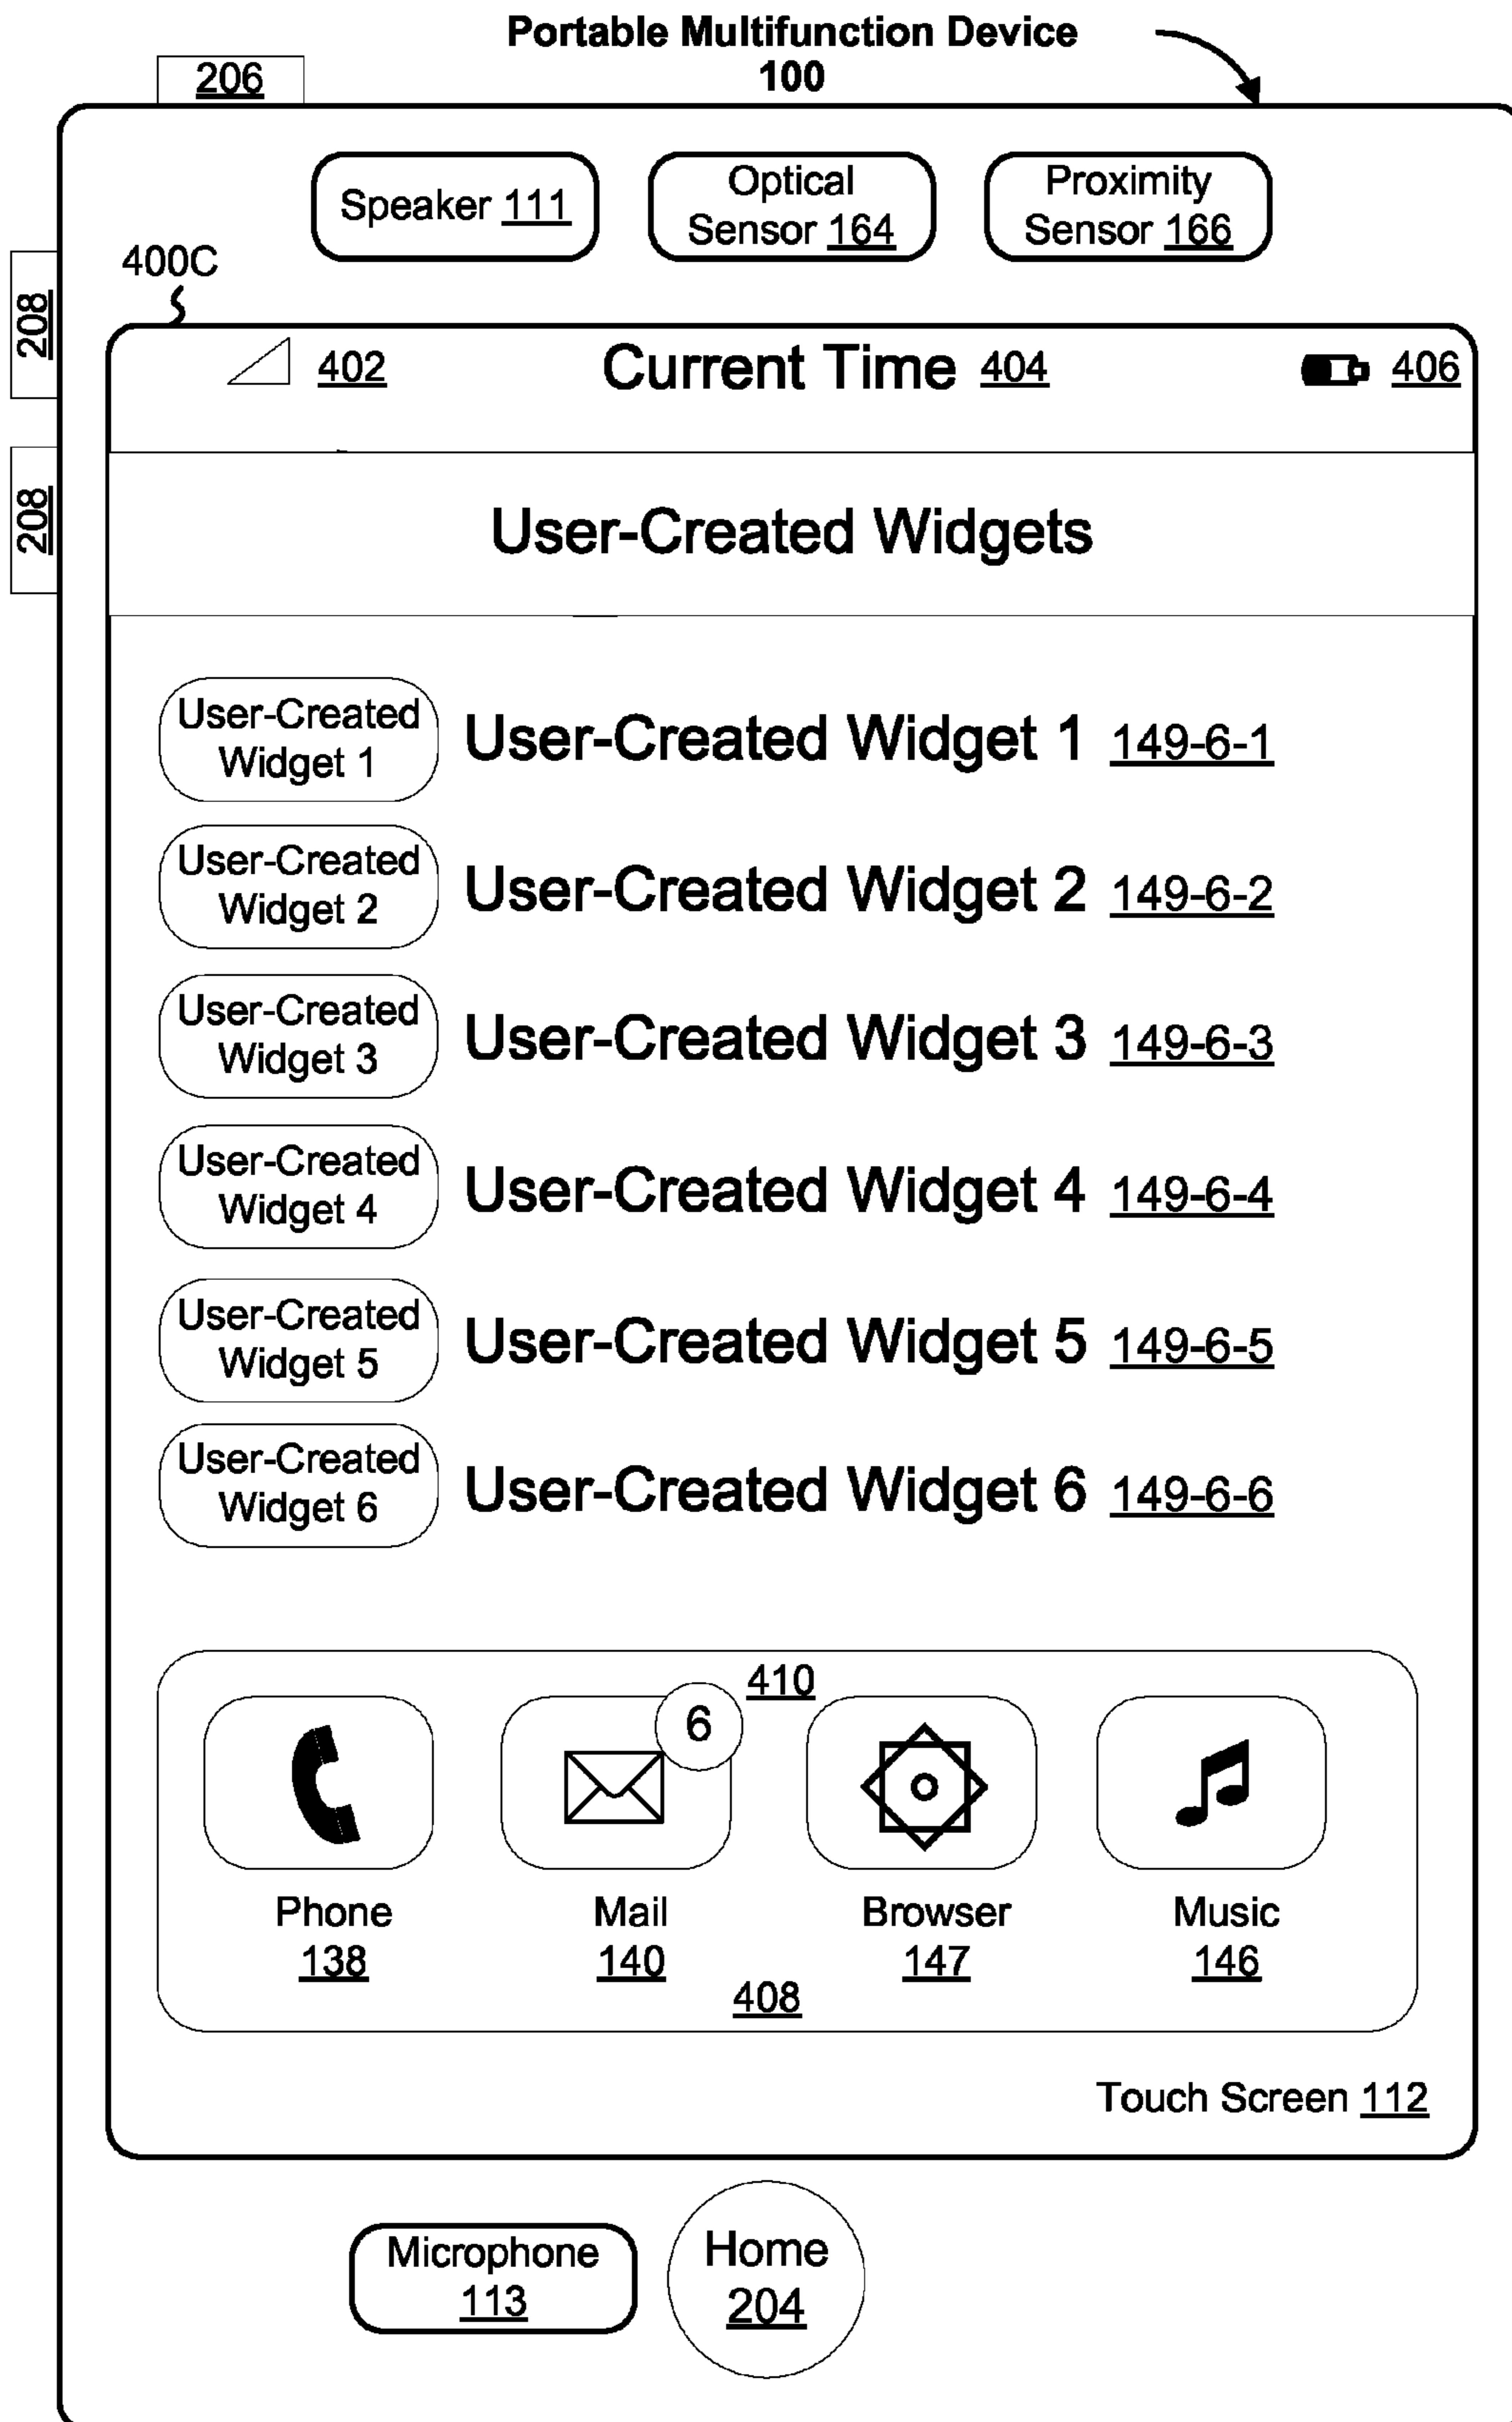 Portable Multifunction Device
100
206
Speaker 111
Optical
Sensor 164
Proximity
Sensor 166
400C
208
208
402
Current Time 404
406
User-Created Widgets
User-Created
Widget 1
User-Created Widget 1 149-6-1
User-Created
Widget 2
User-Created Widget 2 149-6-2
User-Created
Widget 3
User-Created Widget 3 149-6-3
User-Created
Widget 4
User-Created Widget 4 149-6-4
User-Created
Widget 5
User-Created Widget 5 149-6-5
User-Created
Widget 6
User-Created Widget 6 149-6-6
410
6
Phone
138
Mail
140
Browser
147
Music
146
408
Touch Screen 112
Microphone
113
Home
204